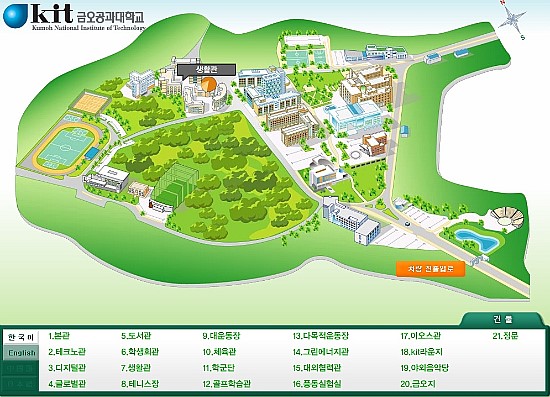 kit 금오공과대학교
Kumoh National Institute of Technology
생활관
차량 진출입로
건 물
한국어
English
1.본관
2.테크노관
3.디지털관
4.글로벌관
5.도서관
6.학생회관
7.생활관
8.테니스장
9.대운동장
10.체육관
11.학군단
12.골프학습관
13.다목적운동장
14.그린에너지관
15.대외협력관
16.풍동실험실
17.이오스관
18.kit라운지
19.야외음악당
20.금오지
21.정문